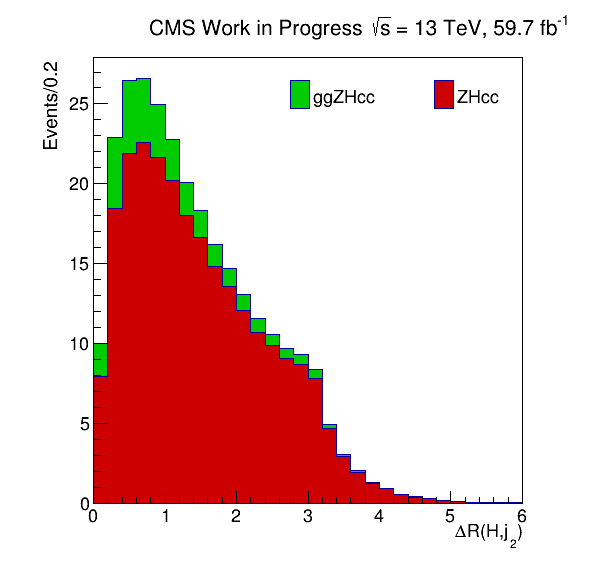 CMS Work in Progress √s = 13 TeV, 59.7 fb⁻¹
Events/0.2
ggZHcc ZHcc
25
20
15
10
5
0
0 1 2 3 4 5 6
ΔR(H,j₂)